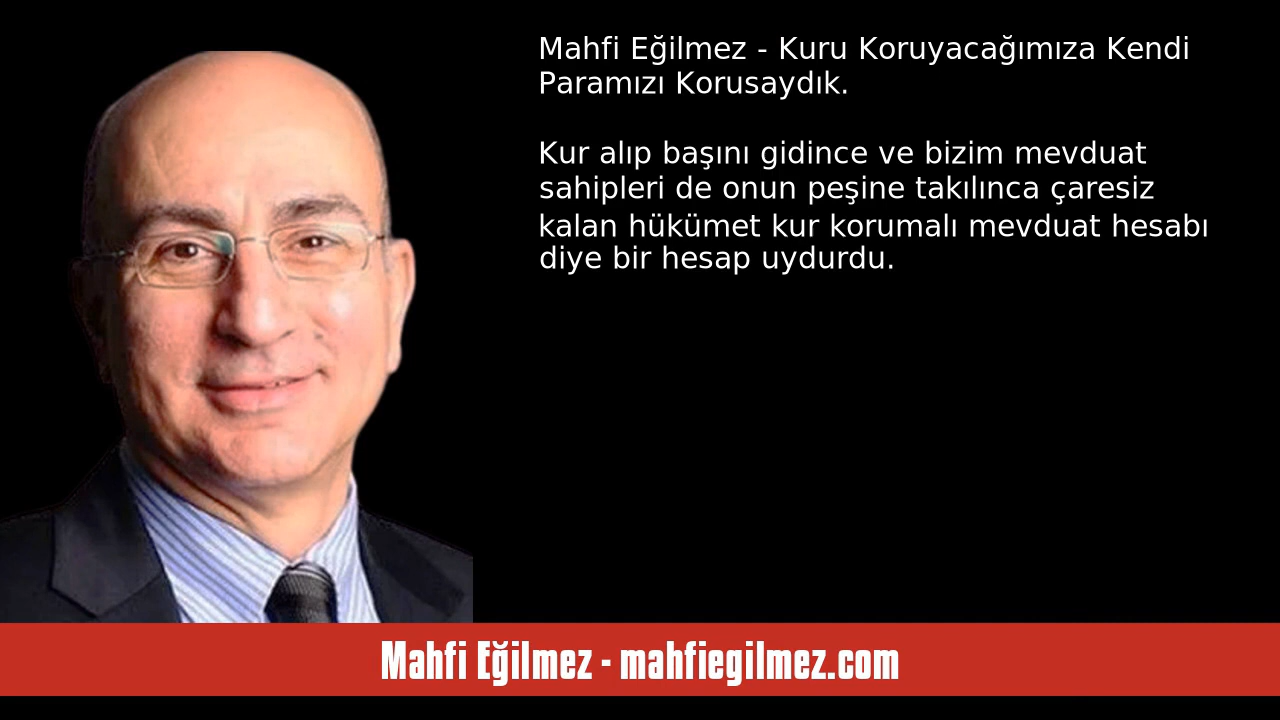 Mahfi Eğilmez - Kuru Koruyacağımıza Kendi
Paramızı Korusaydık.
Kur alıp başını gidince ve bizim mevduat
sahipleri de onun peşine takılınca çaresiz
kalan hükümet kur korumalı mevduat hesabı
diye bir hesap uydurdu.
Mahfi Eğilmez - mahfiegilmez.com